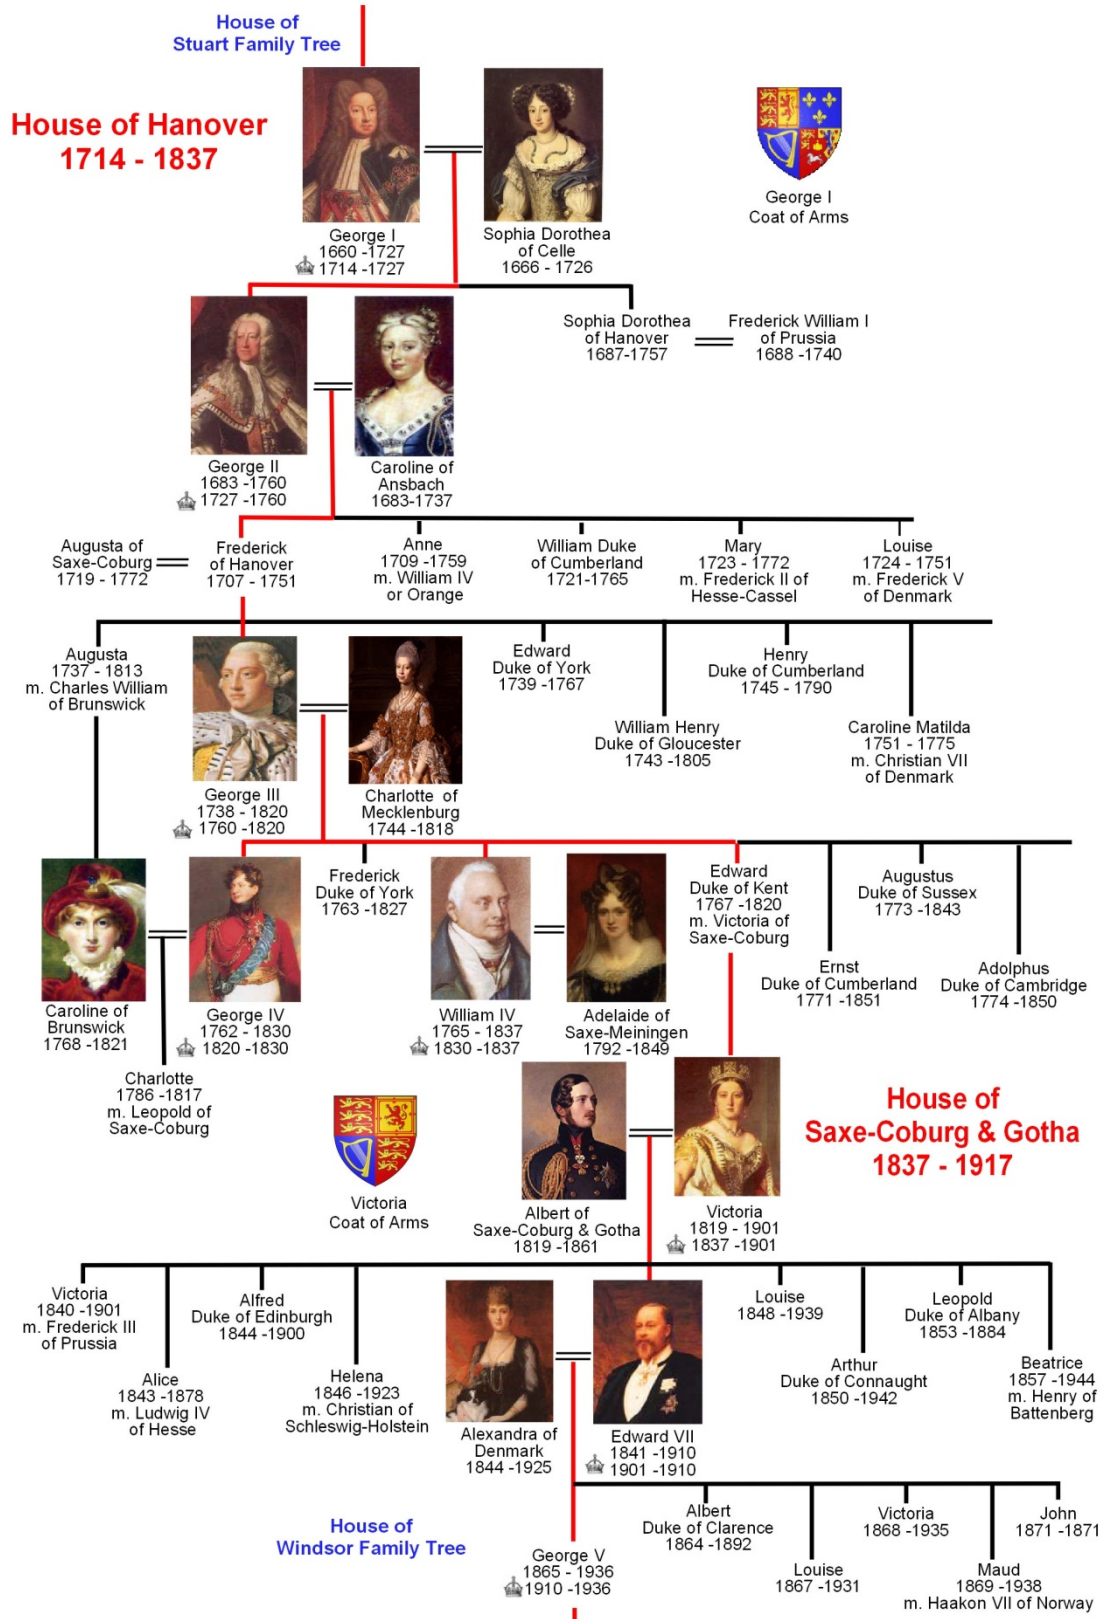 House of
Stuart Family Tree
House of Hanover
1714 - 1837
George I
1660 -1727
1714 -1727
Sophia Dorothea
of Celle
1666 - 1726
George I
Coat of Arms
Sophia Dorothea
of Hanover
1687-1757
Frederick William I
of Prussia
1688 -1740
George II
1683 -1760
1727 -1760
Caroline of
Ansbach
1683-1737
Augusta of
Saxe-Coburg
1719 - 1772
Frederick
of Hanover
1707 - 1751
Anne
1709 -1759
m. William IV
or Orange
William Duke
of Cumberland
1721-1765
Mary
1723 - 1772
m. Frederick II of
Hesse-Cassel
Louise
1724 - 1751
m. Frederick V
of Denmark
Augusta
1737 - 1813
m. Charles William
of Brunswick
George III
1738 - 1820
1760 -1820
Charlotte of
Mecklenburg
1744 -1818
Edward
Duke of York
1739 -1767
William Henry
Duke of Gloucester
1743 -1805
Henry
Duke of Cumberland
1745 - 1790
Caroline Matilda
1751 - 1775
m. Christian VII
of Denmark
Caroline of
Brunswick
1768 -1821
George IV
1762 - 1830
1820 -1830
Frederick
Duke of York
1763 -1827
William IV
1765 - 1837
1830 -1837
Adelaide of
Saxe-Meiningen
1792 -1849
Edward
Duke of Kent
1767 -1820
m. Victoria of
Saxe-Coburg
Ernst
Duke of Cumberland
1771 -1851
Augustus
Duke of Sussex
1773 -1843
Adolphus
Duke of Cambridge
1774 -1850
Charlotte
1786 -1817
m. Leopold of
Saxe-Coburg
Victoria
Coat of Arms
Albert of
Saxe-Coburg & Gotha
1819 -1861
Victoria
1819 - 1901
1837 -1901
House of
Saxe-Coburg & Gotha
1837 - 1917
Victoria
1840 -1901
m. Frederick III
of Prussia
Alice
1843 -1878
m. Ludwig IV
of Hesse
Alfred
Duke of Edinburgh
1844 -1900
Helena
1846 -1923
m. Christian of
Schleswig-Holstein
Alexandra of
Denmark
1844 -1925
Edward VII
1841 -1910
1901 -1910
Louise
1848 -1939
Arthur
Duke of Connaught
1850 -1942
Leopold
Duke of Albany
1853 -1884
Beatrice
1857 -1944
m. Henry of
Battenberg
House of
Windsor Family Tree
George V
1865 - 1936
1910 -1936
Albert
Duke of Clarence
1864 -1892
Louise
1867 -1931
Victoria
1868 -1935
Maud
1869 -1938
m. Haakon VII of Norway
John
1871 -1871